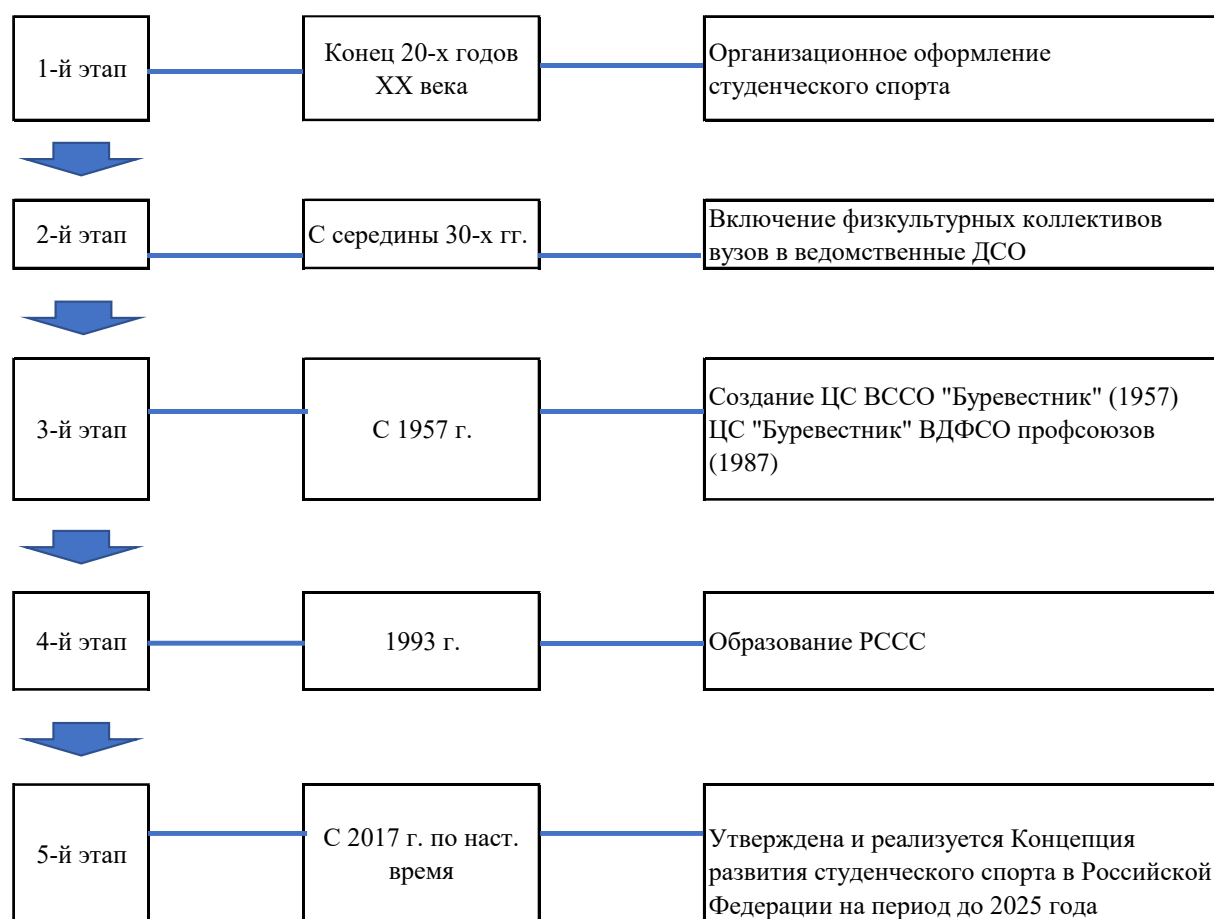 1-й этап
Конец 20-х годов
XX века
Организационное оформление
студенческого спорта
2-й этап
С середины 30-х гг.
Включение физкультурных коллективов
вузов в ведомственные ДСО
3-й этап
С 1957 г.
Создание ЦС ВССО "Буревестник" (1957)
ЦС "Буревестник" ВДФСО профсоюзов
(1987)
4-й этап
1993 г.
Образование РССС
5-й этап
С 2017 г. по наст.
время
Утверждена и реализуется Концепция
развития студенческого спорта в Российской
Федерации на период до 2025 года